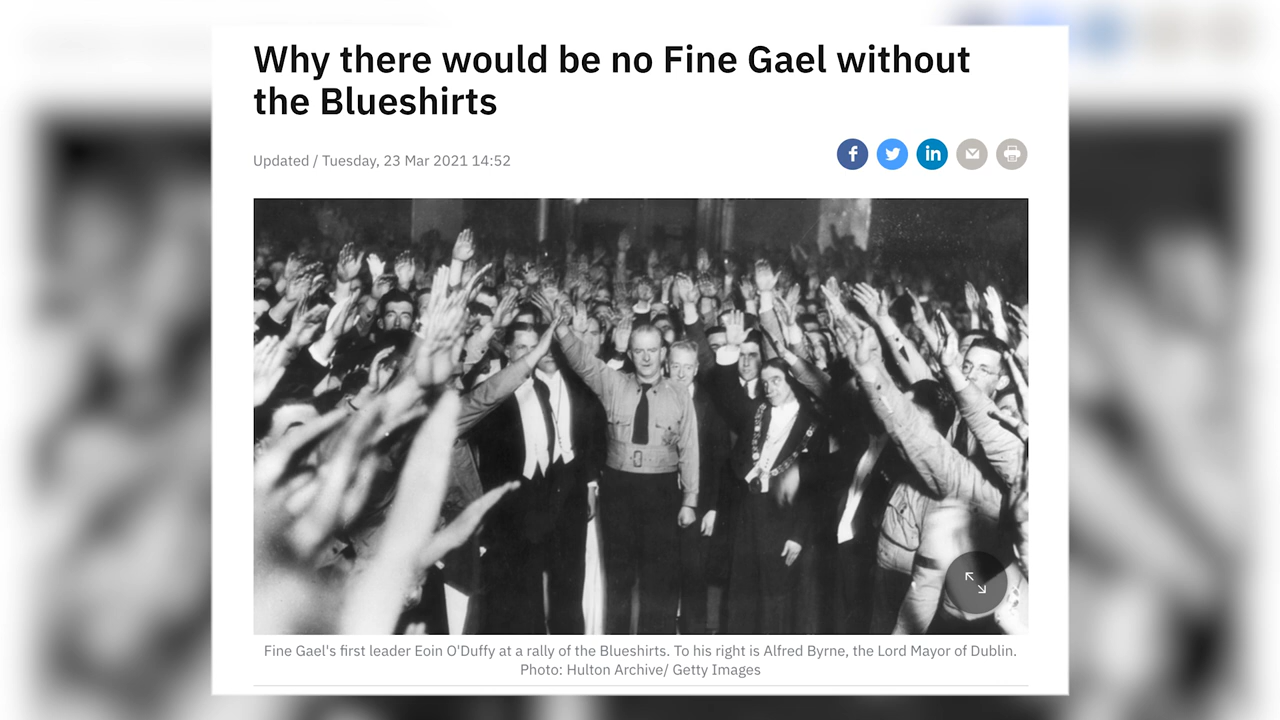 Why there would be no Fine Gael without
the Blueshirts
Updated / Tuesday, 23 Mar 2021 14:52
f
in
Fine Gael's first leader Eoin O'Duffy at a rally of the Blueshirts. To his right is Alfred Byrne, the Lord Mayor of Dublin.
Photo: Hulton Archive/ Getty Images